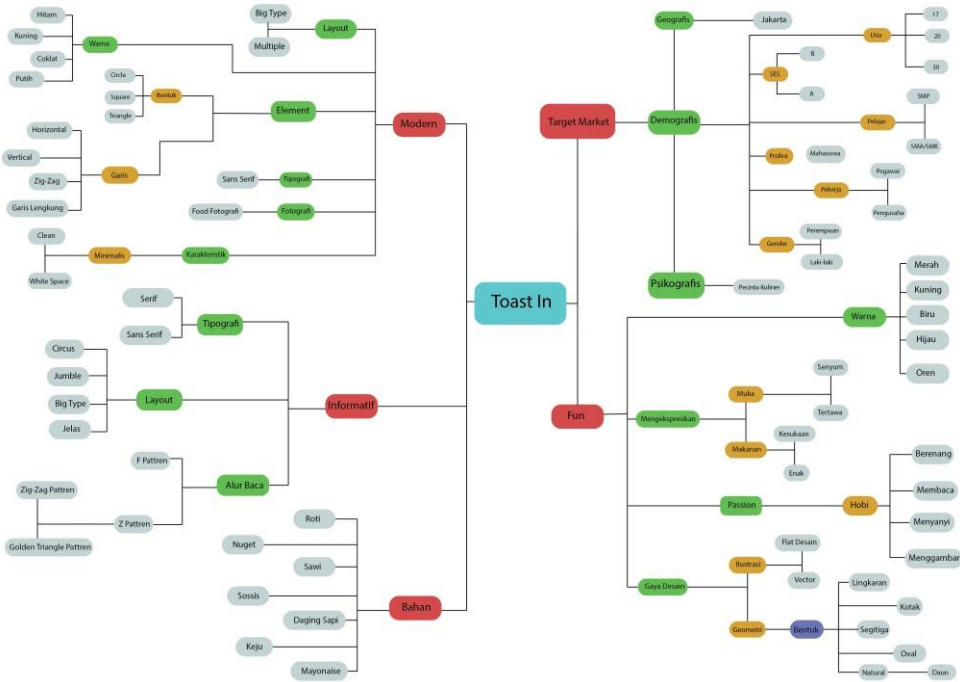 Toast In
Modern
Layout
Big Type
Multiple
Warna
Hitam
Kuning
Coklat
Putih
Element
Bentuk
Circle
Square
Triangle
Garis
Horizontal
Vertical
Zig-Zag
Garis Lengkung
Tipografi
Sans Serif
Fotografi
Food Fotografi
Karakteristik
Minimalis
Clean
White Space
Informatif
Tipografi
Serif
Sans Serif
Layout
Circus
Jumble
Big Type
Jelas
Alur Baca
F Pattren
Z Pattren
Zig-Zag Pattren
Golden Triangle Pattren
Bahan
Roti
Nuget
Sawi
Sossis
Daging Sapi
Keju
Mayonaise
Target Market
Geografis
Jakarta
Demografis
Usia
17
20
30
SES
B
A
Pelajar
SMP
SMA/SMK
Profesi
Mahasiswa
Pekerja
Pegawai
Pengusaha
Gender
Perempuan
Laki-laki
Psikografis
Pecinta Kuliner
Fun
Warna
Merah
Kuning
Biru
Hijau
Oren
Mengekspresikan
Muka
Senyum
Tertawa
Makanan
Kesukaan
Enak
Passion
Hobi
Berenang
Membaca
Menyanyi
Menggambar
Gaya Desain
Ilustrasi
Flat Desain
Vector
Geometri
Bentuk
Lingkaran
Kotak
Segitiga
Oval
Natural
Daun